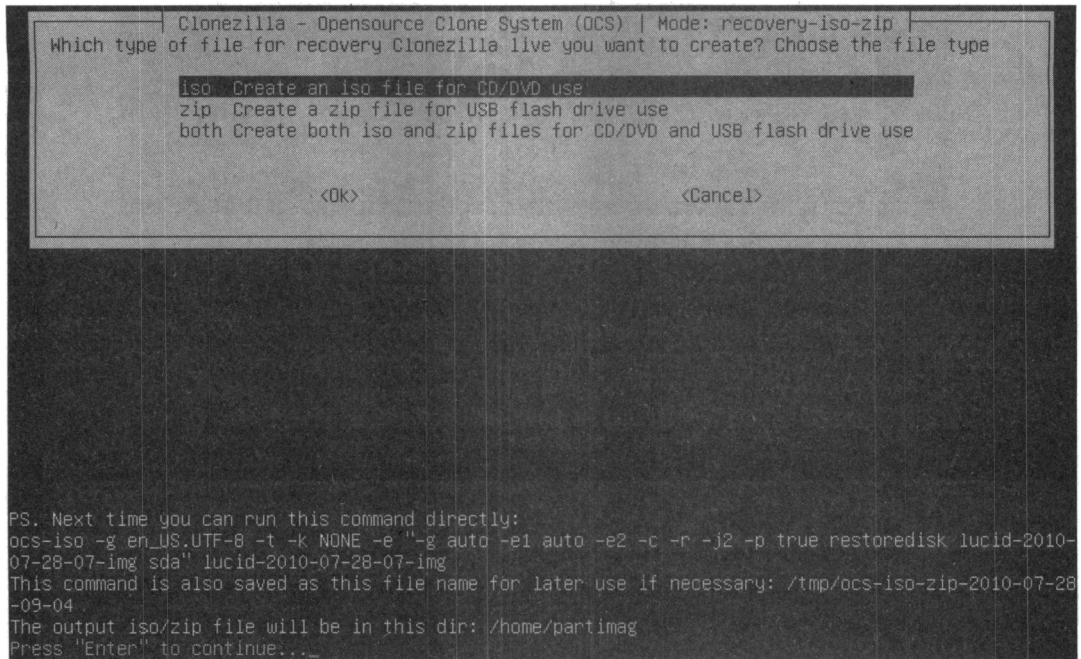 Clonezilla - Opensource Clone System (OCS) | Mode: recovery-iso-zip
Which type of file for recovery Clonezilla live you want to create? Choose the file type
iso Create an iso file for CD/DVD use
zip Create a zip file for USB flash drive use
both Create both iso and zip files for CD/DVD and USB flash drive use
<Ok> <Cancel>
PS. Next time you can run this command directly:
ocs-iso -g en_US.UTF-8 -t -k NONE -e "-g auto -e1 auto -e2 -c -r -j2 -p true restoredisk lucid-2010-
07-28-07-img sda" lucid-2010-07-28-07-img
This command is also saved as this file name for later use if necessary: /tmp/ocs-iso-zip-2010-07-28
-09-04
The output iso/zip file will be in this dir: /home/partimag
Press "Enter" to continue..._